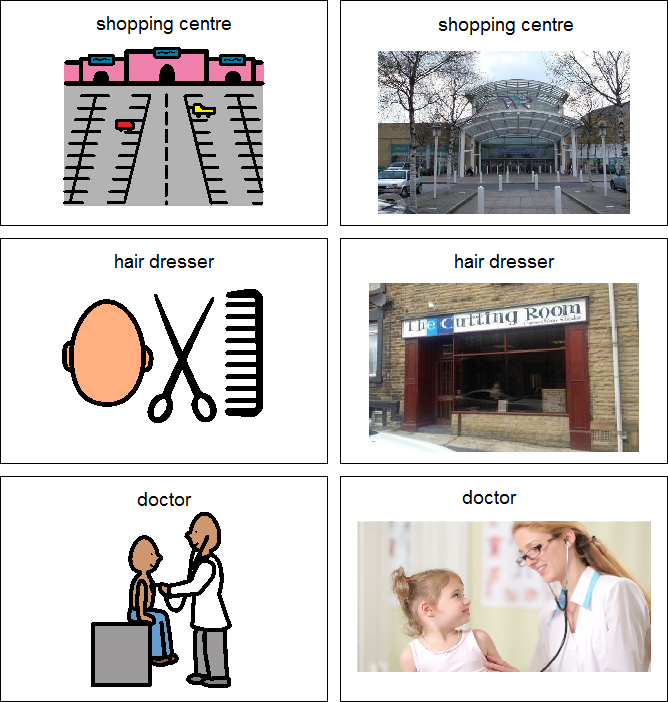 shopping centre
shopping centre
hair dresser
hair dresser
The Cutting Room
doctor
doctor